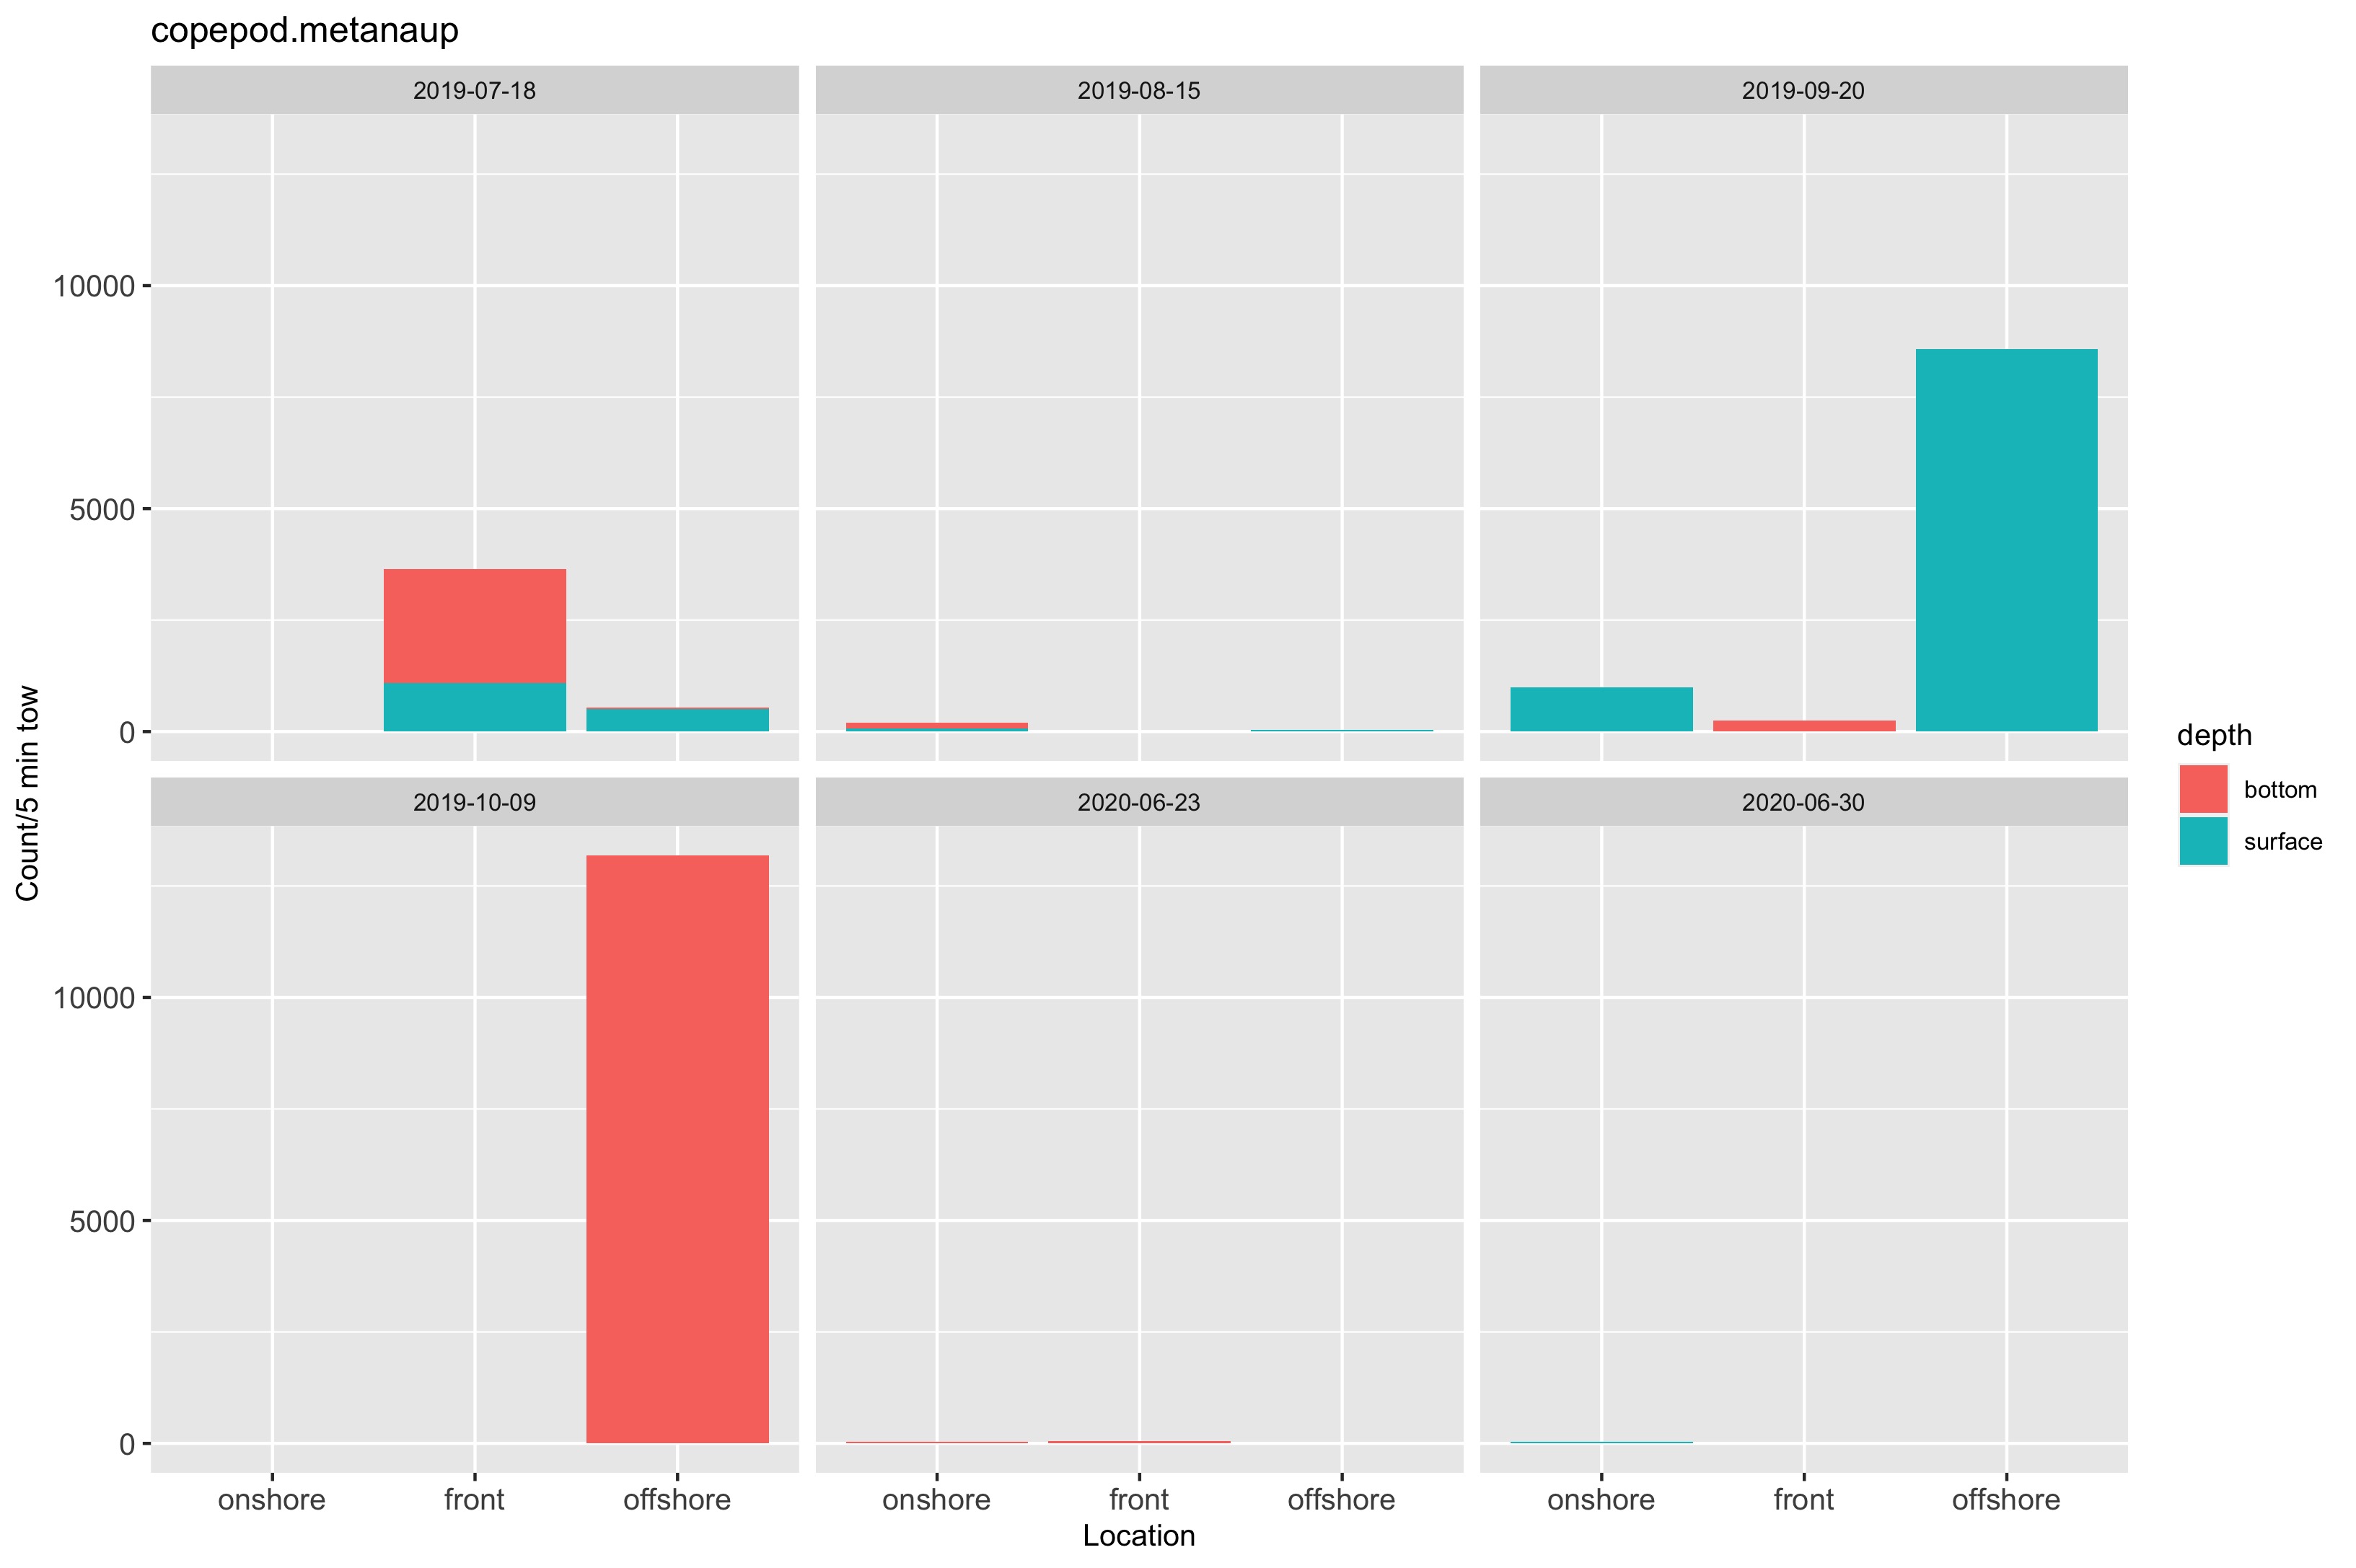 copepod.metanaup
2019-07-18 2019-08-15 2019-09-20
10000
5000
0
2019-10-09 2020-06-23 2020-06-30
10000
5000
0
onshore front offshore onshore front offshore onshore front offshore
Location
Count/5 min tow
depth
bottom
surface